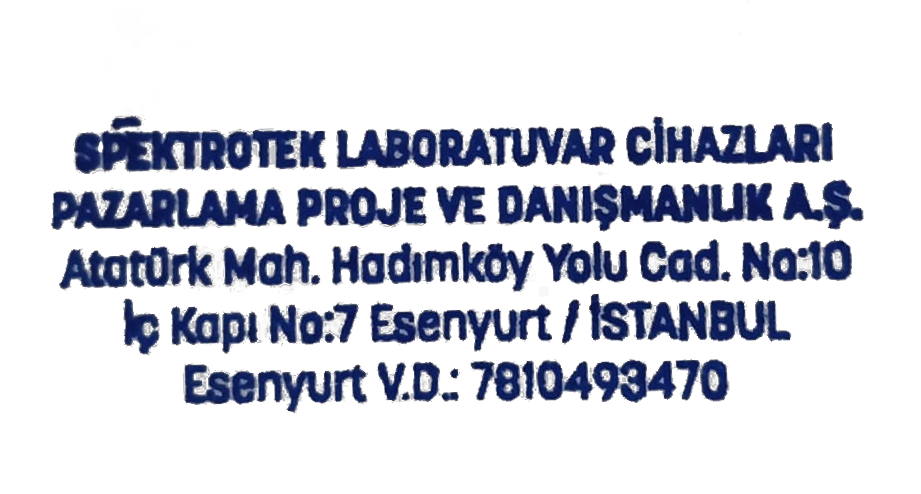 SPEKTROTEK LABORATUVAR CİHAZLARI
PAZARLAMA PROJE VE DANIŞMANLIK A.Ş.
Atatürk Mah. Hadımköy Yolu Cad. No:10
İç Kapı No:7 Esenyurt / İSTANBUL
Esenyurt V.D.: 7810493470